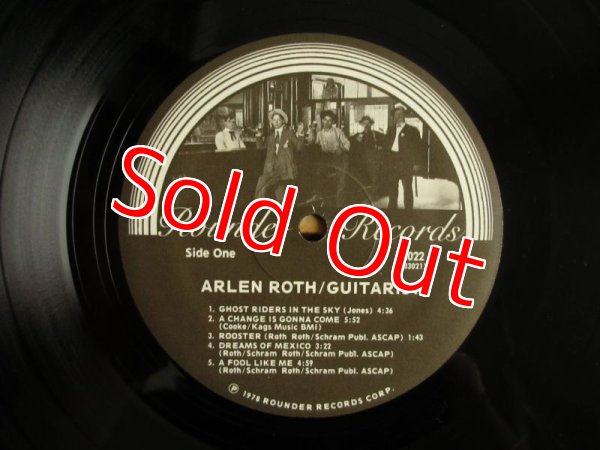 Rounder Records
Sold Out
Side One
022
ARLEN ROTH/GUITARIST
1. GHOST RIDERS IN THE SKY (Jones) 4:36
2. A CHANGE IS GONNA COME 5:52
(Cooke/Kags Music BMI)
3. ROOSTER (Roth Roth/Schram Publ. ASCAP) 1:43
4. DREAMS OF MEXICO 3:22
(Roth/Schram Roth/Schram Publ. ASCAP)
5. A FOOL LIKE ME 4:59
(Roth/Schram Roth/Schram Publ. ASCAP)
℗ 1978 ROUNDER RECORDS CORP.